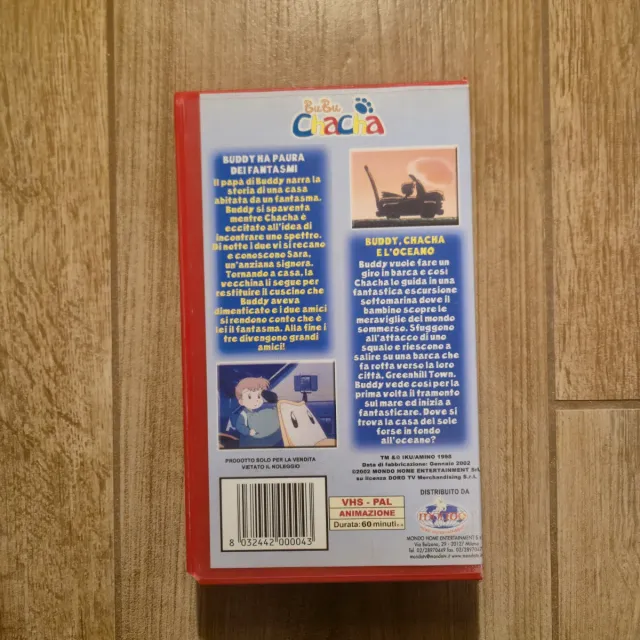 BuBu
Chacha
BUDDY HA PAURA
DEI FANTASMI
Il papà di Buddy narra la
storia di una casa
abitata da un fantasma.
Buddy si spaventa
mentre Chacha è
eccitato all'idea di
incontrare uno spettro.
Di notte i due vi si recano
e conoscono Sara,
un'anziana signora.
Tornando a casa, la
vecchina li segue per
restituire il cuscino che
Buddy aveva
dimenticato e i due amici
si rendono conto che è
lei il fantasma. Alla fine i
tre divengono grandi
amici!
PRODOTTO SOLO PER LA VENDITA
VIETATO IL NOLEGGIO
8 032442 000043
BUDDY, CHACHA
E L'OCEANO
Buddy vuole fare un
giro in barca e così
Chacha lo guida in una
fantastica escursione
sottomarina dove il
bambino scopre le
meraviglie del mondo
sommerso. Sfuggono
all'attacco di uno
squalo e riescono a
salire su una barca che
fa rotta verso la loro
città, Greenhill Town.
Buddy vede così per la
prima volta il tramonto
sul mare ed inizia a
fantasticare. Dove si
trova la casa del sole
forse in fondo
all'oceano?
TM & © IKU/AMINO 1998
Data di fabbricazione: Gennaio 2002
©2002 MONDO HOME ENTERTAINMENT S.r.l.
su licenza DORO TV Merchandising S.r.l.
VHS - PAL
ANIMAZIONE
Durata: 60 minuti
DISTRIBUITO DA
MONDO HOME ENTERTAINMENT
20137 Milano
Tel. 02/